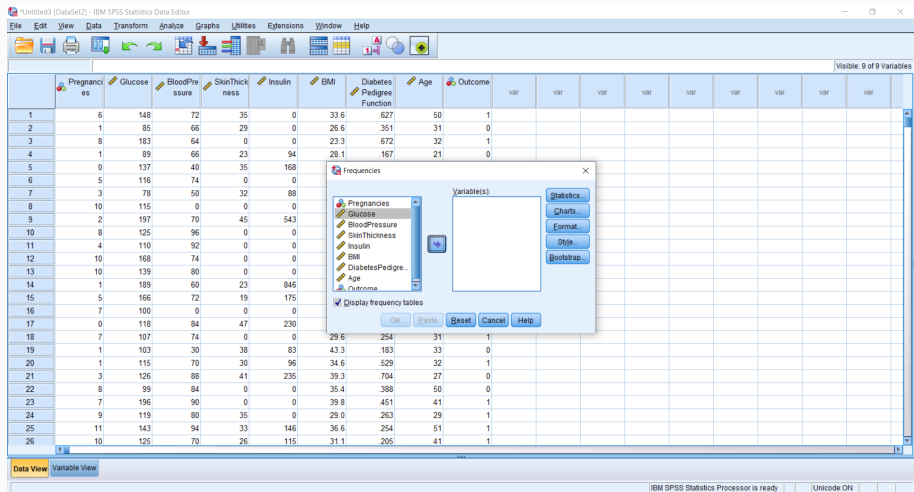 *Untitled3 [DataSet2] - IBM SPSS Statistics Data Editor
File Edit View Data Transform Analyze Graphs Utilities Extensions Window Help
Visible: 9 of 9 Variables
Pregnanci es Glucose BloodPre ssure SkinThick ness Insulin BMI Diabetes Pedigree Function Age Outcome var var var var var var var var var
1 6 148 72 35 0 33.6 .627 50 1
2 1 85 66 29 0 26.6 .351 31 0
3 8 183 64 0 0 23.3 .672 32 1
4 1 89 66 23 94 28.1 .167 21 0
5 0 137 40 35 168
6 5 116 74 0 0
7 3 78 50 32 88
8 10 115 0 0 0
9 2 197 70 45 543
10 8 125 96 0 0
11 4 110 92 0 0
12 10 168 74 0 0
13 10 139 80 0 0
14 1 189 60 23 846
15 5 166 72 19 175
16 7 100 0 0 0
17 0 118 84 47 230
18 7 107 74 0 0 29.6 .254 31 1
19 1 103 30 38 83 43.3 .183 33 0
20 1 115 70 30 96 34.6 .529 32 1
21 3 126 88 41 235 39.3 .704 27 0
22 8 99 84 0 0 35.4 .388 50 0
23 7 196 90 0 0 39.8 .451 41 1
24 9 119 80 35 0 29.0 .263 29 1
25 11 143 94 33 146 36.6 .254 51 1
26 10 125 70 26 115 31.1 .205 41 1
Frequencies
Variable(s):
Pregnancies
Glucose
BloodPressure
SkinThickness
Insulin
BMI
DiabetesPedigre...
Age
Outcome
Statistics...
Charts...
Format...
Style...
Bootstrap...
Display frequency tables
OK Paste Reset Cancel Help
Data View Variable View
IBM SPSS Statistics Processor is ready Unicode:ON